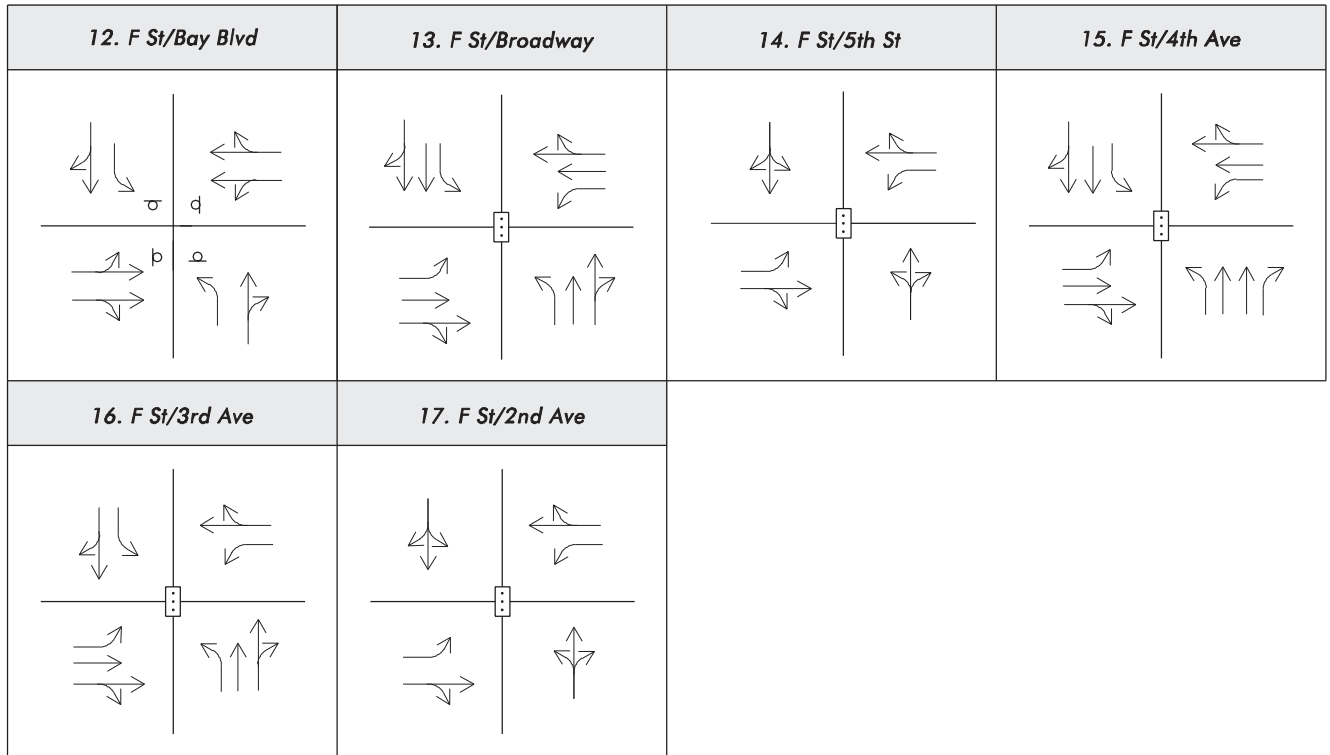 12. F St/Bay Blvd
13. F St/Broadway
14. F St/5th St
15. F St/4th Ave
16. F St/3rd Ave
17. F St/2nd Ave